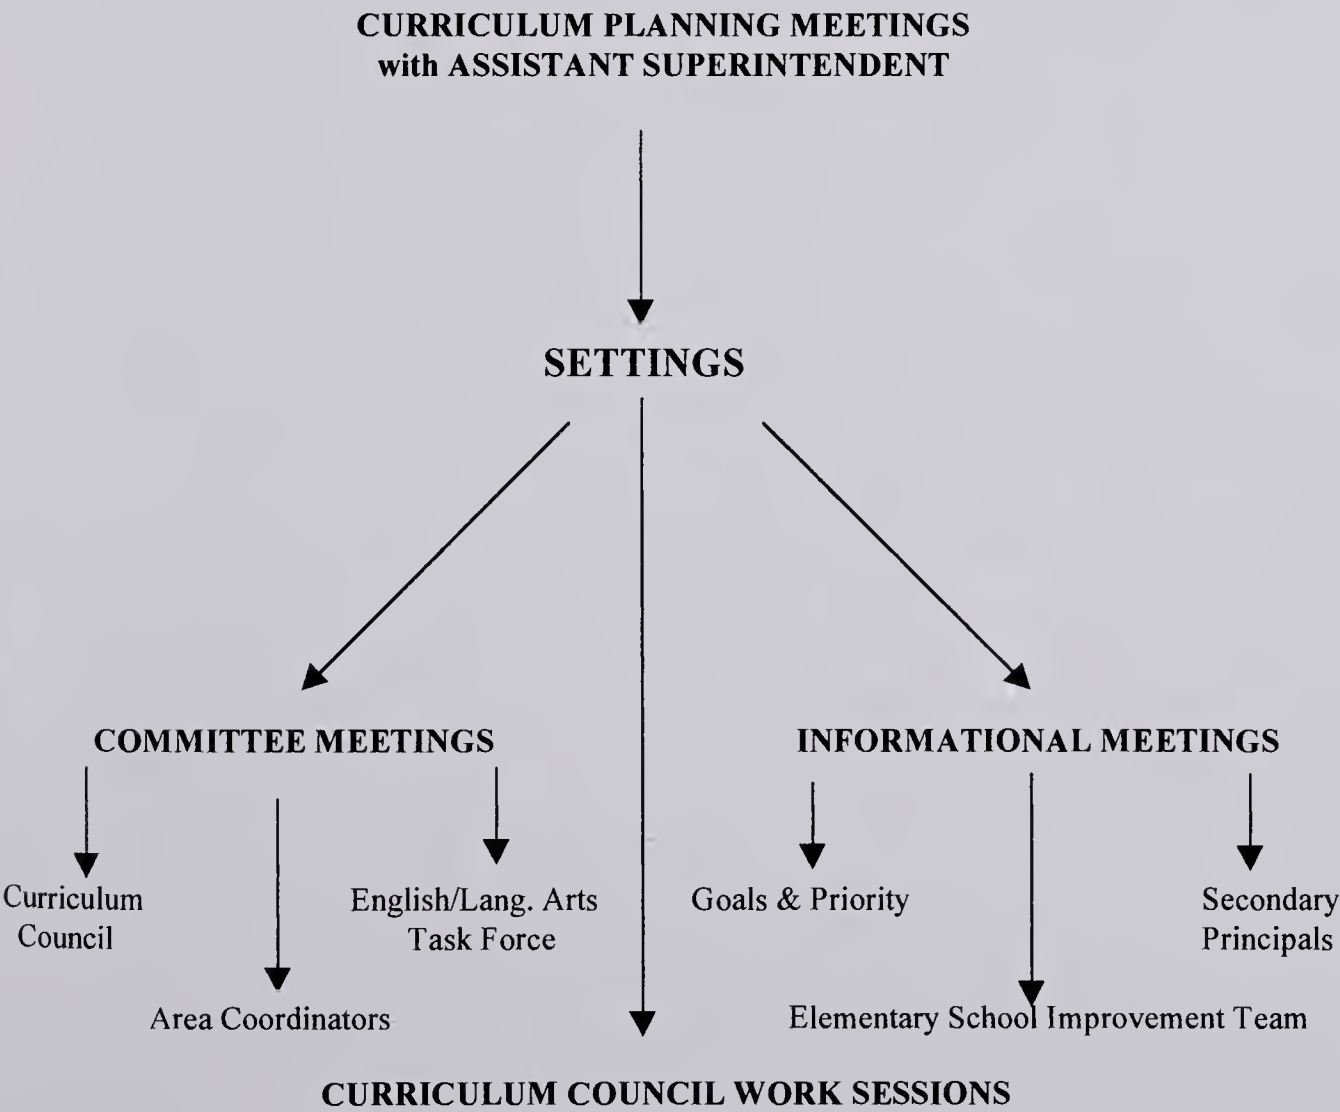 CURRICULUM PLANNING MEETINGS
with ASSISTANT SUPERINTENDENT
SETTINGS
COMMITTEE MEETINGS
INFORMATIONAL MEETINGS
Curriculum
Council
English/Lang. Arts
Task Force
Goals & Priority
Secondary
Principals
Area Coordinators
Elementary School Improvement Team
CURRICULUM COUNCIL WORK SESSIONS